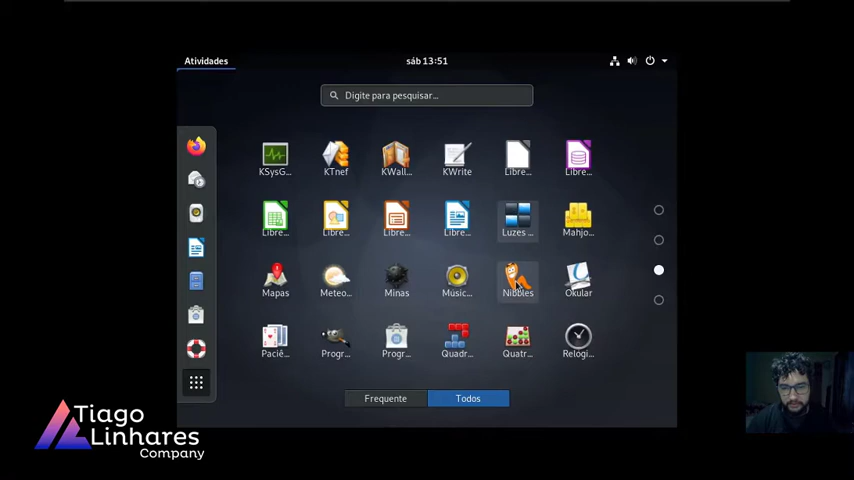 Atividades
sáb 13:51
Digite para pesquisar...
KSysG...
KTnef
KWall...
KWrite
Libre...
Libre...
Libre...
Libre...
Libre...
Libre...
Luzes ...
Mahjo...
Mapas
Meteo...
Minas
Músic...
Nibbles
Okular
Paciê...
Progr...
Progr...
Quadr...
Quatr...
Relógi...
Frequente
Todos
Tiago
Linhares
Company